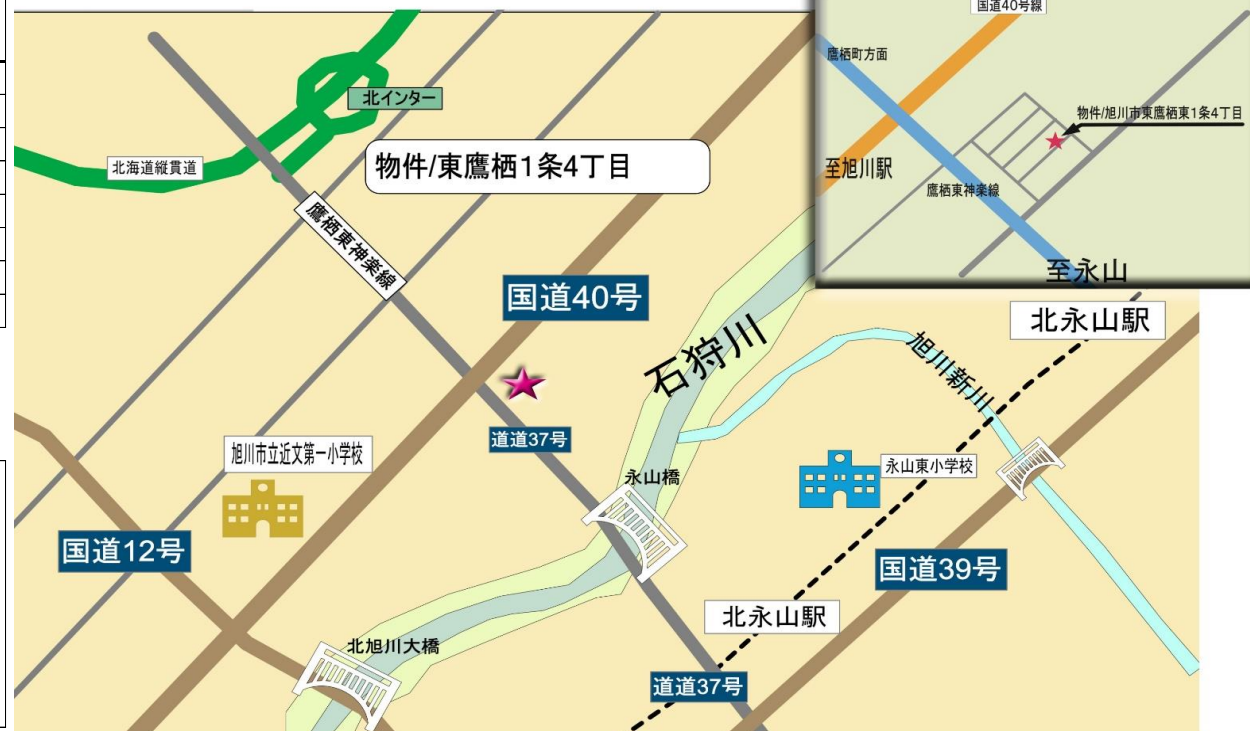 国道40号線
鷹栖町方面
物件/旭川市東鷹栖東1条4丁目
至旭川駅
鷹栖東神楽線
至永山
北インター
北海道縦貫道
物件/東鷹栖1条4丁目
鷹栖東神楽線
国道40号
石狩川
北永山駅
旭川新川
道道37号
旭川市立近文第一小学校
永山橋
永山東小学校
国道12号
国道39号
北永山駅
北旭川大橋
道道37号